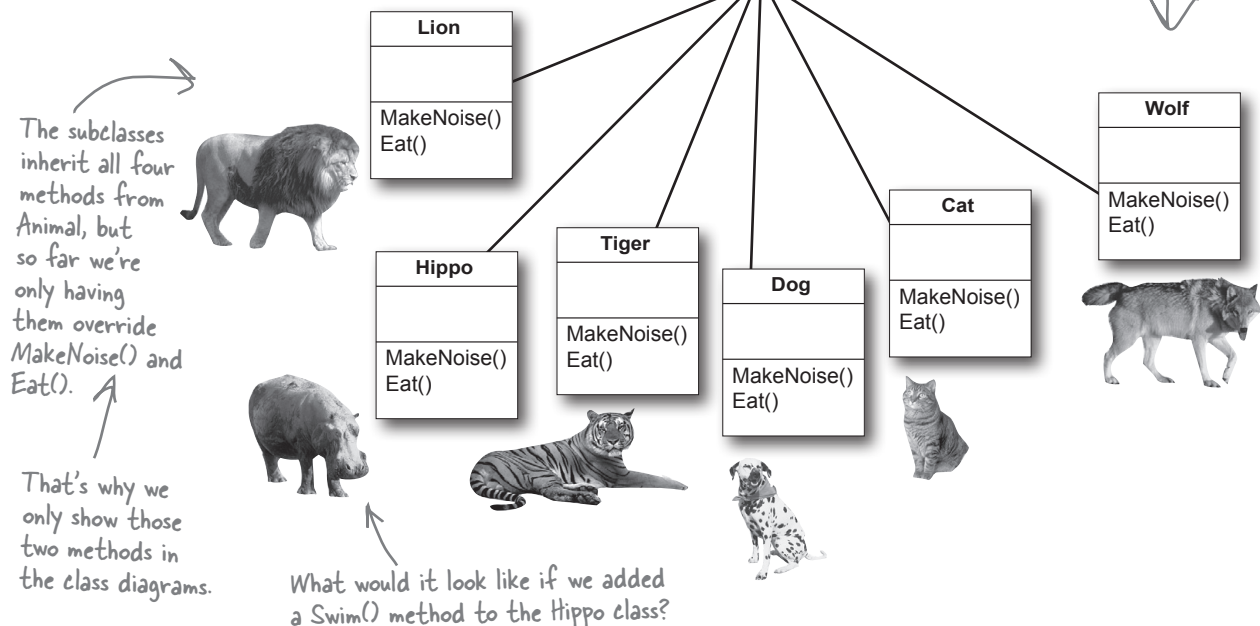 Lion
MakeNoise()
Eat()
The subclasses
inherit all four
methods from
Animal, but
so far we're
only having
them override
MakeNoise() and
Eat().
Wolf
MakeNoise()
Eat()
Cat
MakeNoise()
Eat()
Tiger
MakeNoise()
Eat()
Hippo
MakeNoise()
Eat()
Dog
MakeNoise()
Eat()
That's why we
only show those
two methods in
the class diagrams.
What would it look like if we added
a Swim() method to the Hippo class?